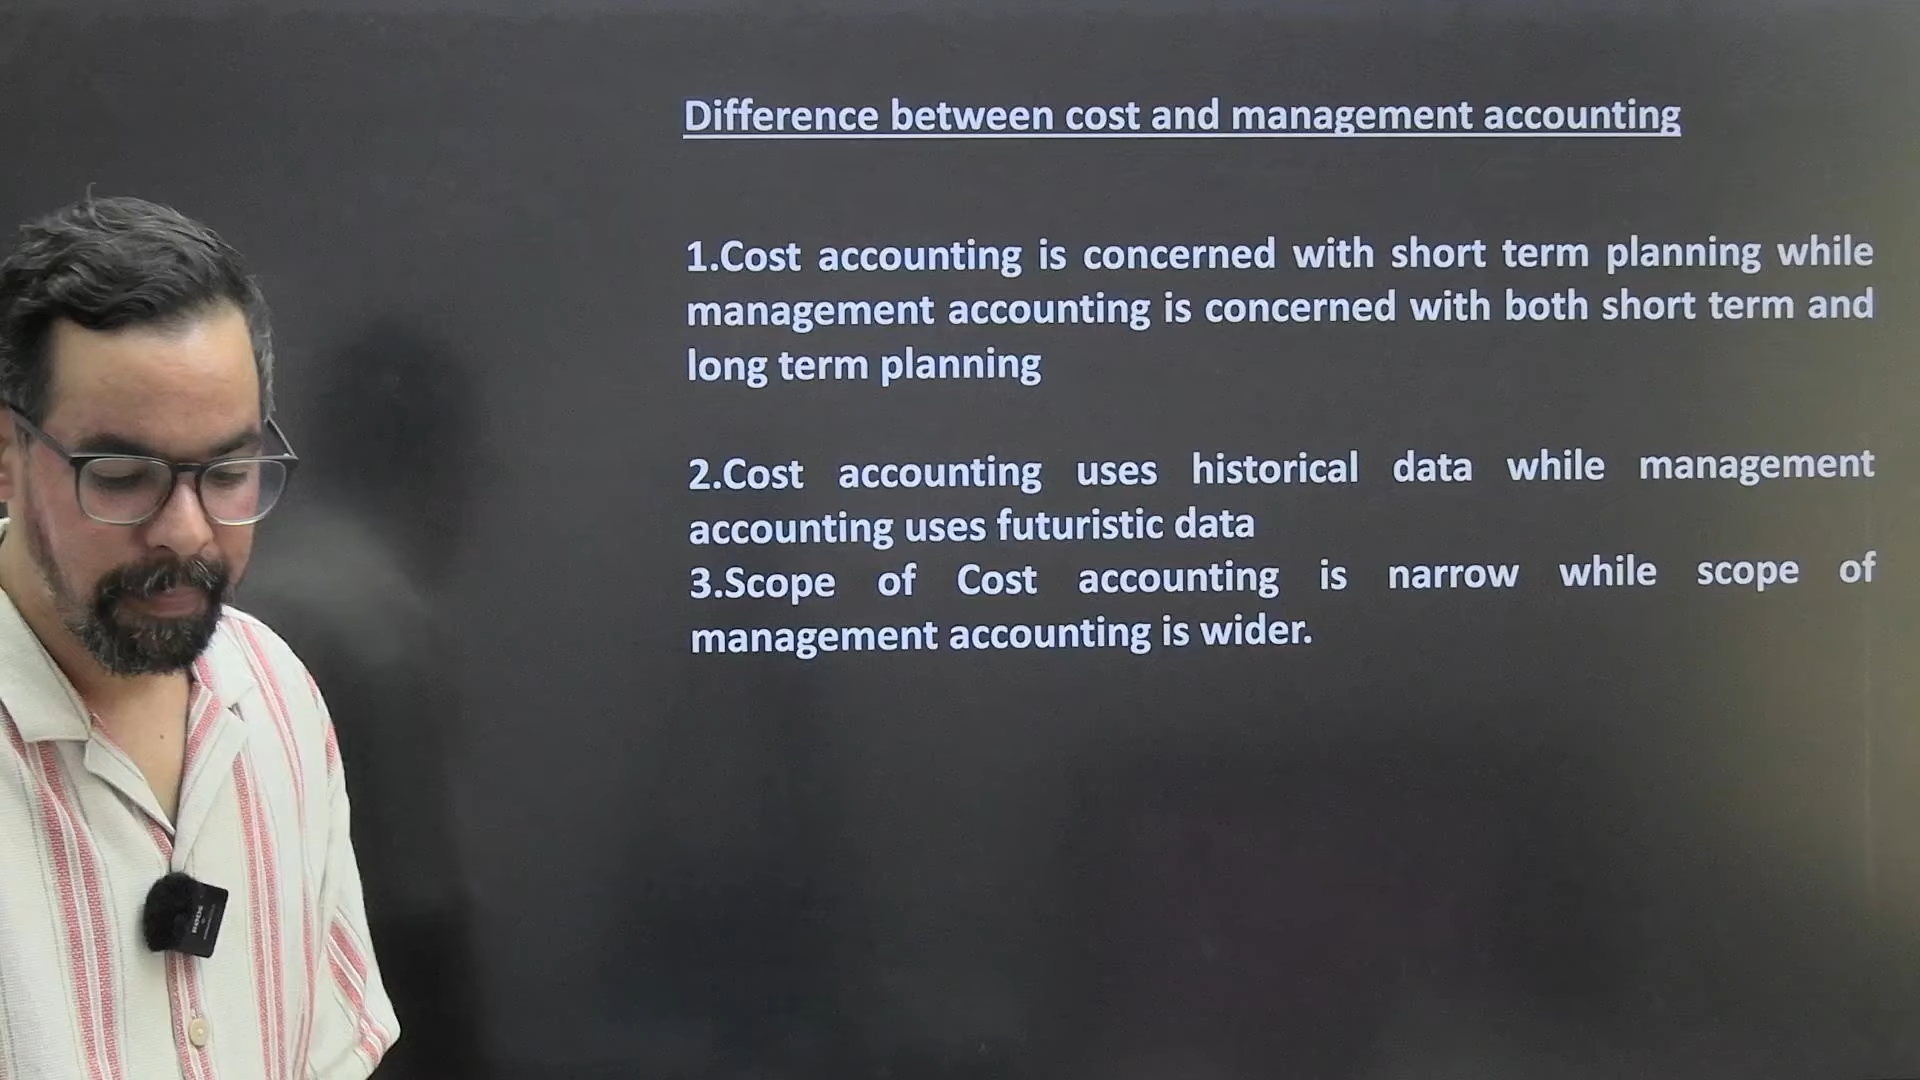 Difference between cost and management accounting
1.Cost accounting is concerned with short term planning while
management accounting is concerned with both short term and
long term planning
2.Cost accounting uses historical data while management
accounting uses futuristic data
3.Scope of Cost accounting is narrow while scope of
management accounting is wider.